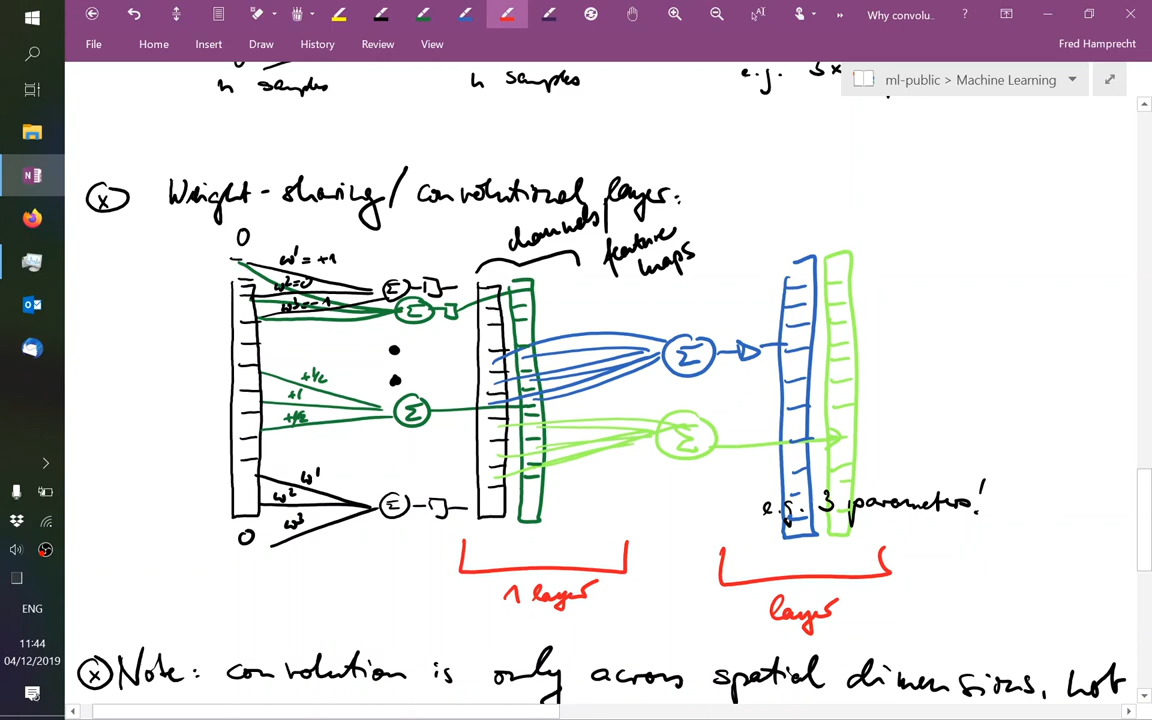 Why convolu..
?
File
Home
Insert
Draw
History
Review
View
Fred Hamprecht
n samples
n samples
e.g. 3x
ml-public > Machine Learning
(x) Weight-sharing/convolutional layer:
channels
feature
maps
0
w¹ = +1
w²=0
w³=-1
Σ
Σ
Σ
+1/2
+1
+1/2
Σ
Σ
w¹
w²
w³
Σ
0
e.g. 3 parameters!
1 layer
layer
(x) Note: convolution is only across spatial dimensions, not
ENG
11:44
04/12/2019